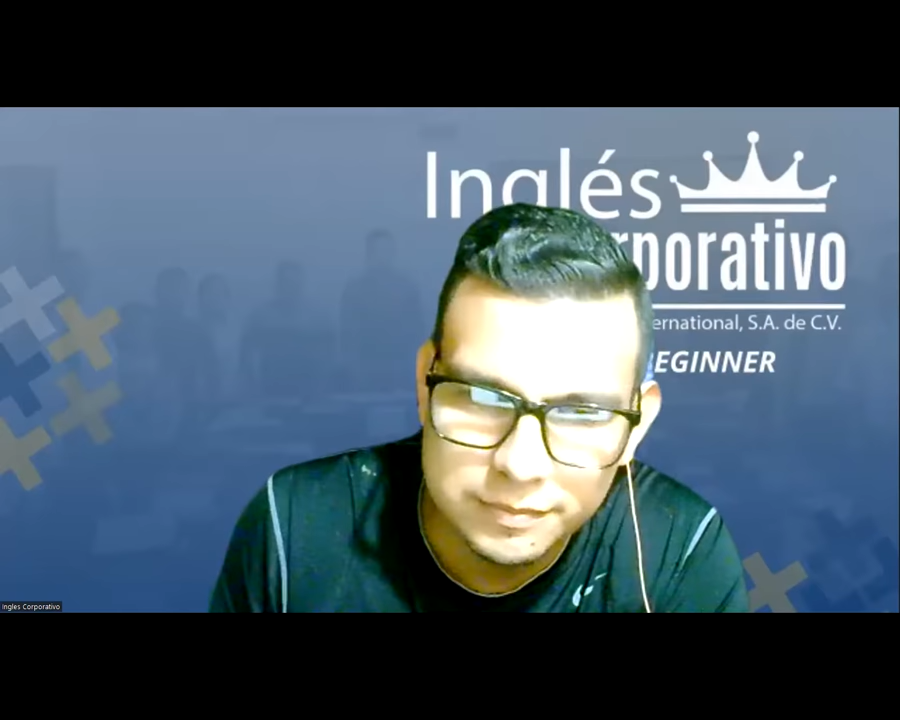 Inglés
rporativo
ernational, S.A. de C.V.
EGINNER
Ingles Corporativo